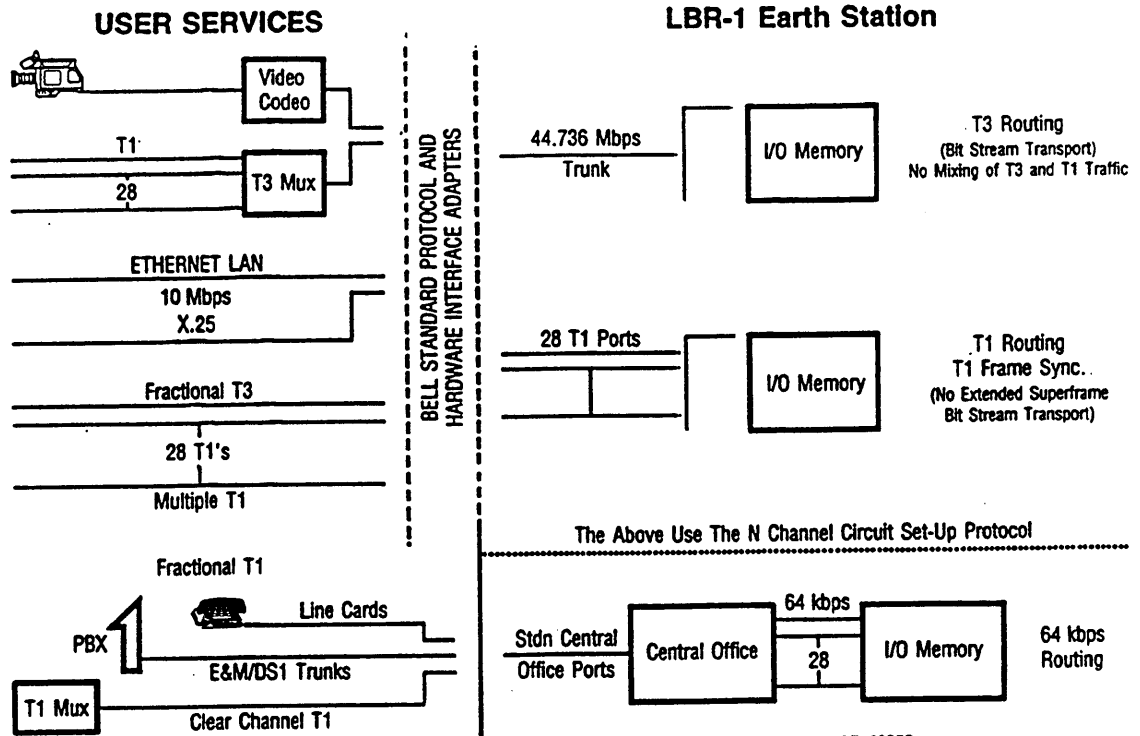 USER SERVICES
LBR-1 Earth Station
Video
Codeo
T1
28
T3 Mux
ETHERNET LAN
10 Mbps
X.25
Fractional T3
28 T1's
Multiple T1
BELL STANDARD PROTOCOL AND
HARDWARE INTERFACE ADAPTERS
44.736 Mbps
Trunk
I/O Memory
T3 Routing
(Bit Stream Transport)
No Mixing of T3 and T1 Traffic
28 T1 Ports
I/O Memory
T1 Routing
T1 Frame Sync.
(No Extended Superframe
Bit Stream Transport)
The Above Use The N Channel Circuit Set-Up Protocol
Fractional T1
PBX
Line Cards
E&M/DS1 Trunks
T1 Mux
Clear Channel T1
Stdn Central
Office Ports
Central Office
64 kbps
28
I/O Memory
64 kbps
Routing